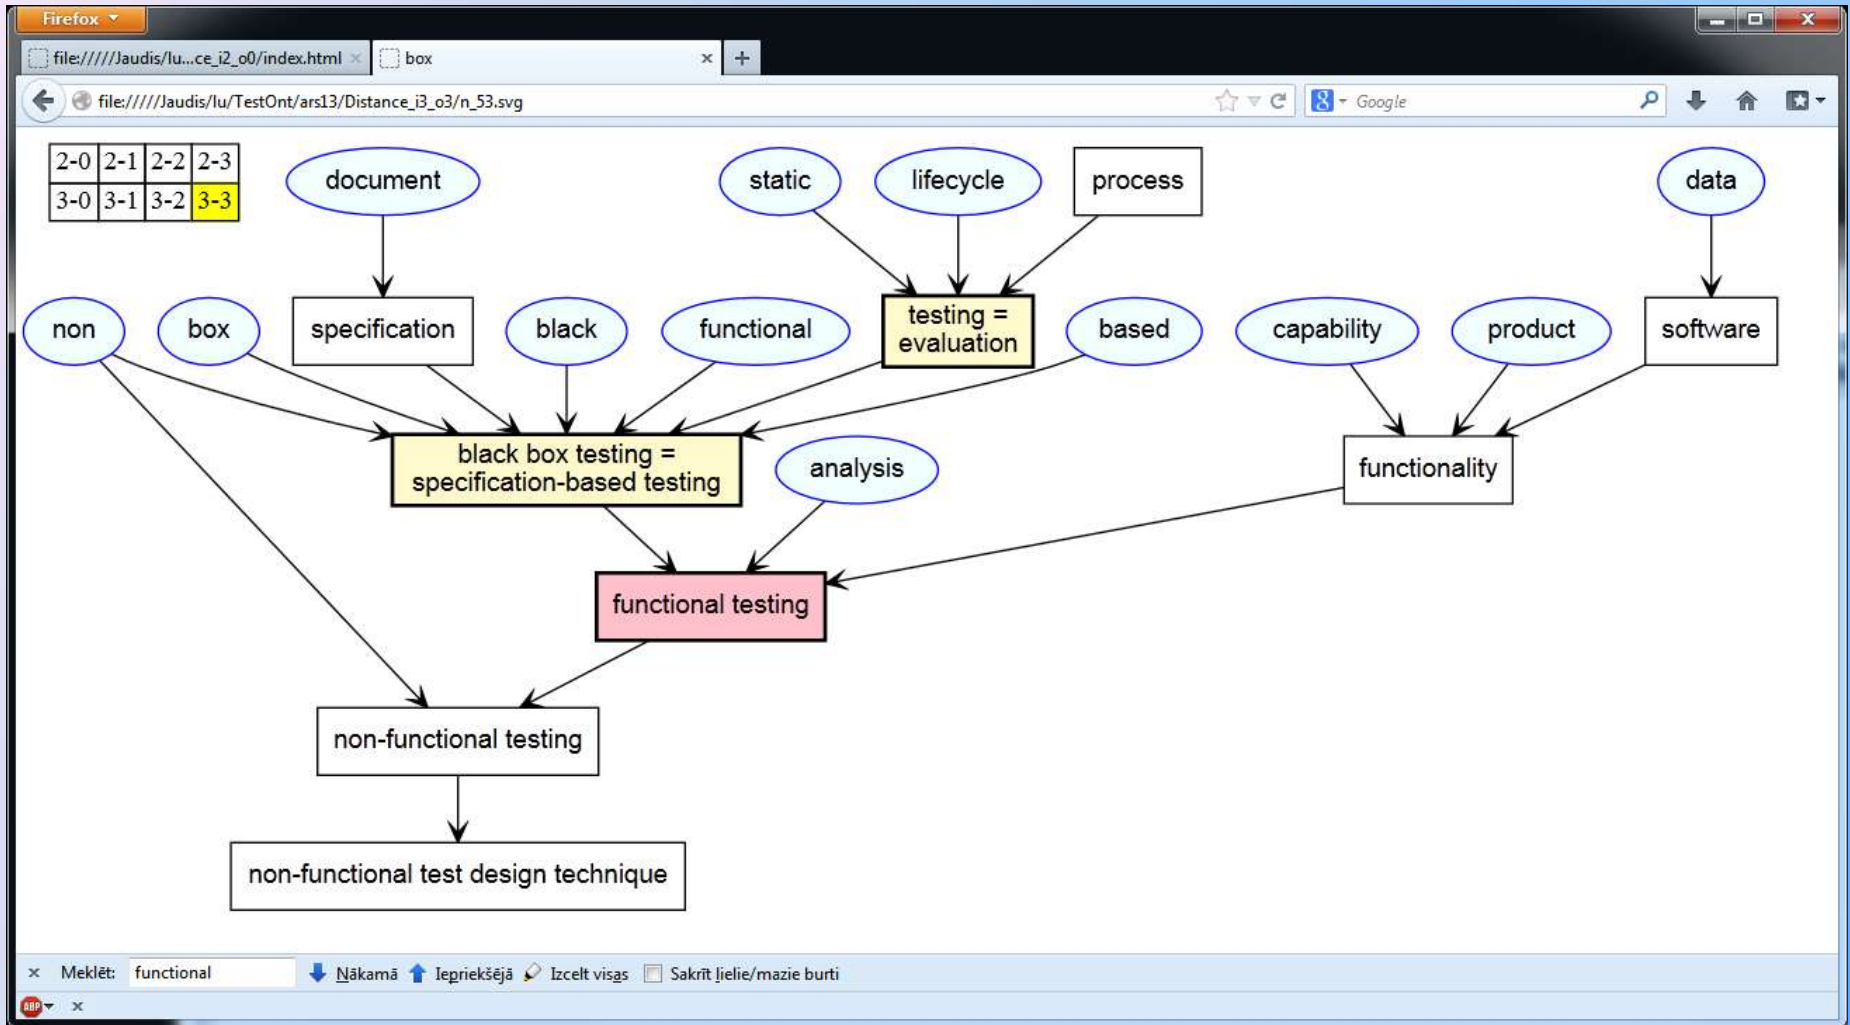 Firefox
file://///Jaudis/lu...ce_i2_o0/index.html
box
file://///Jaudis/lu/TestOnt/ars13/Distance_i3_o3/n_53.svg
Google
2-0 2-1 2-2 2-3
3-0 3-1 3-2 3-3
document
static
lifecycle
process
data
non
box
specification
black
functional
testing =
evaluation
based
capability
product
software
black box testing =
specification-based testing
analysis
functionality
functional testing
non-functional testing
non-functional test design technique
Meklēt: functional Nākamā Iepriekšējā Izcelt visas Sakrīt lielie/mazie burti
ABP